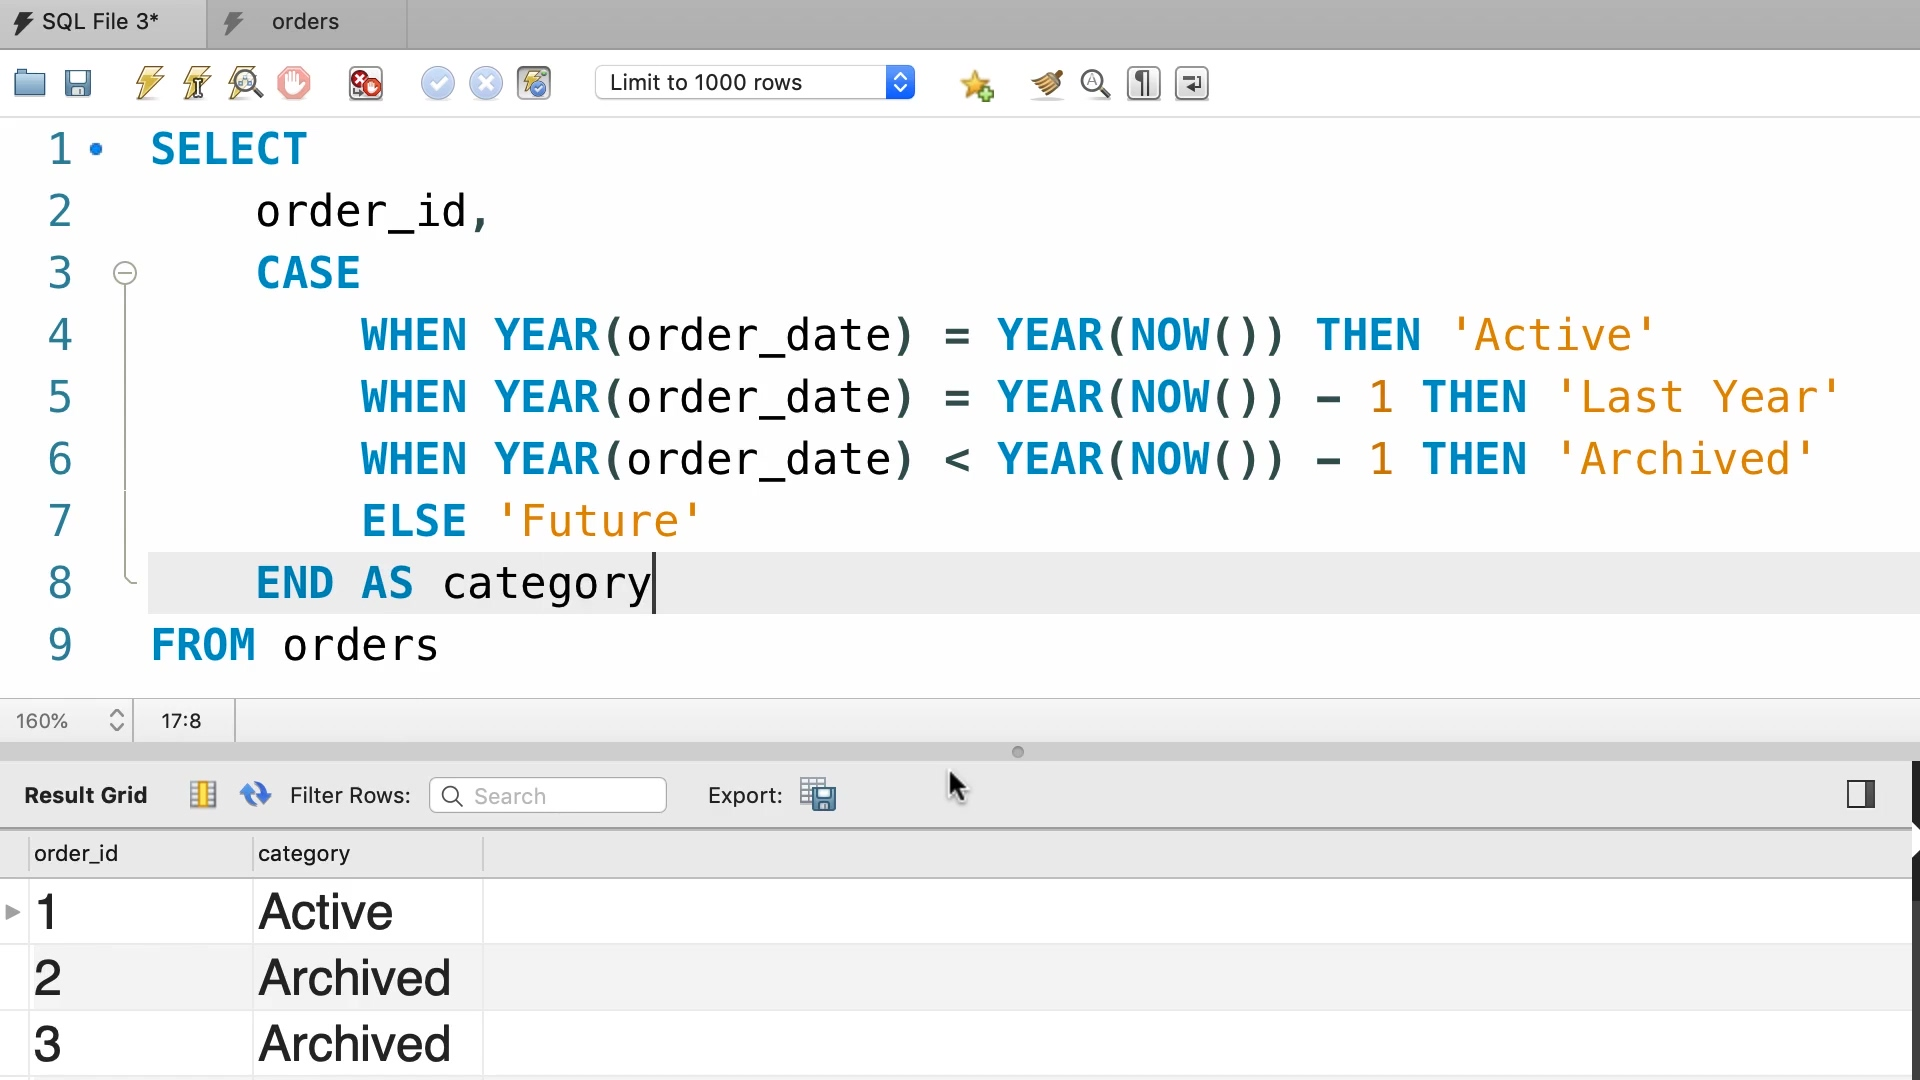 SQL File 3* orders
Limit to 1000 rows
1 SELECT
2 order_id,
3 CASE
4 WHEN YEAR(order_date) = YEAR(NOW()) THEN 'Active'
5 WHEN YEAR(order_date) = YEAR(NOW()) - 1 THEN 'Last Year'
6 WHEN YEAR(order_date) < YEAR(NOW()) - 1 THEN 'Archived'
7 ELSE 'Future'
8 END AS category
9 FROM orders
160% 17:8
Result Grid Filter Rows: Search Export:
order_id category
1 Active
2 Archived
3 Archived